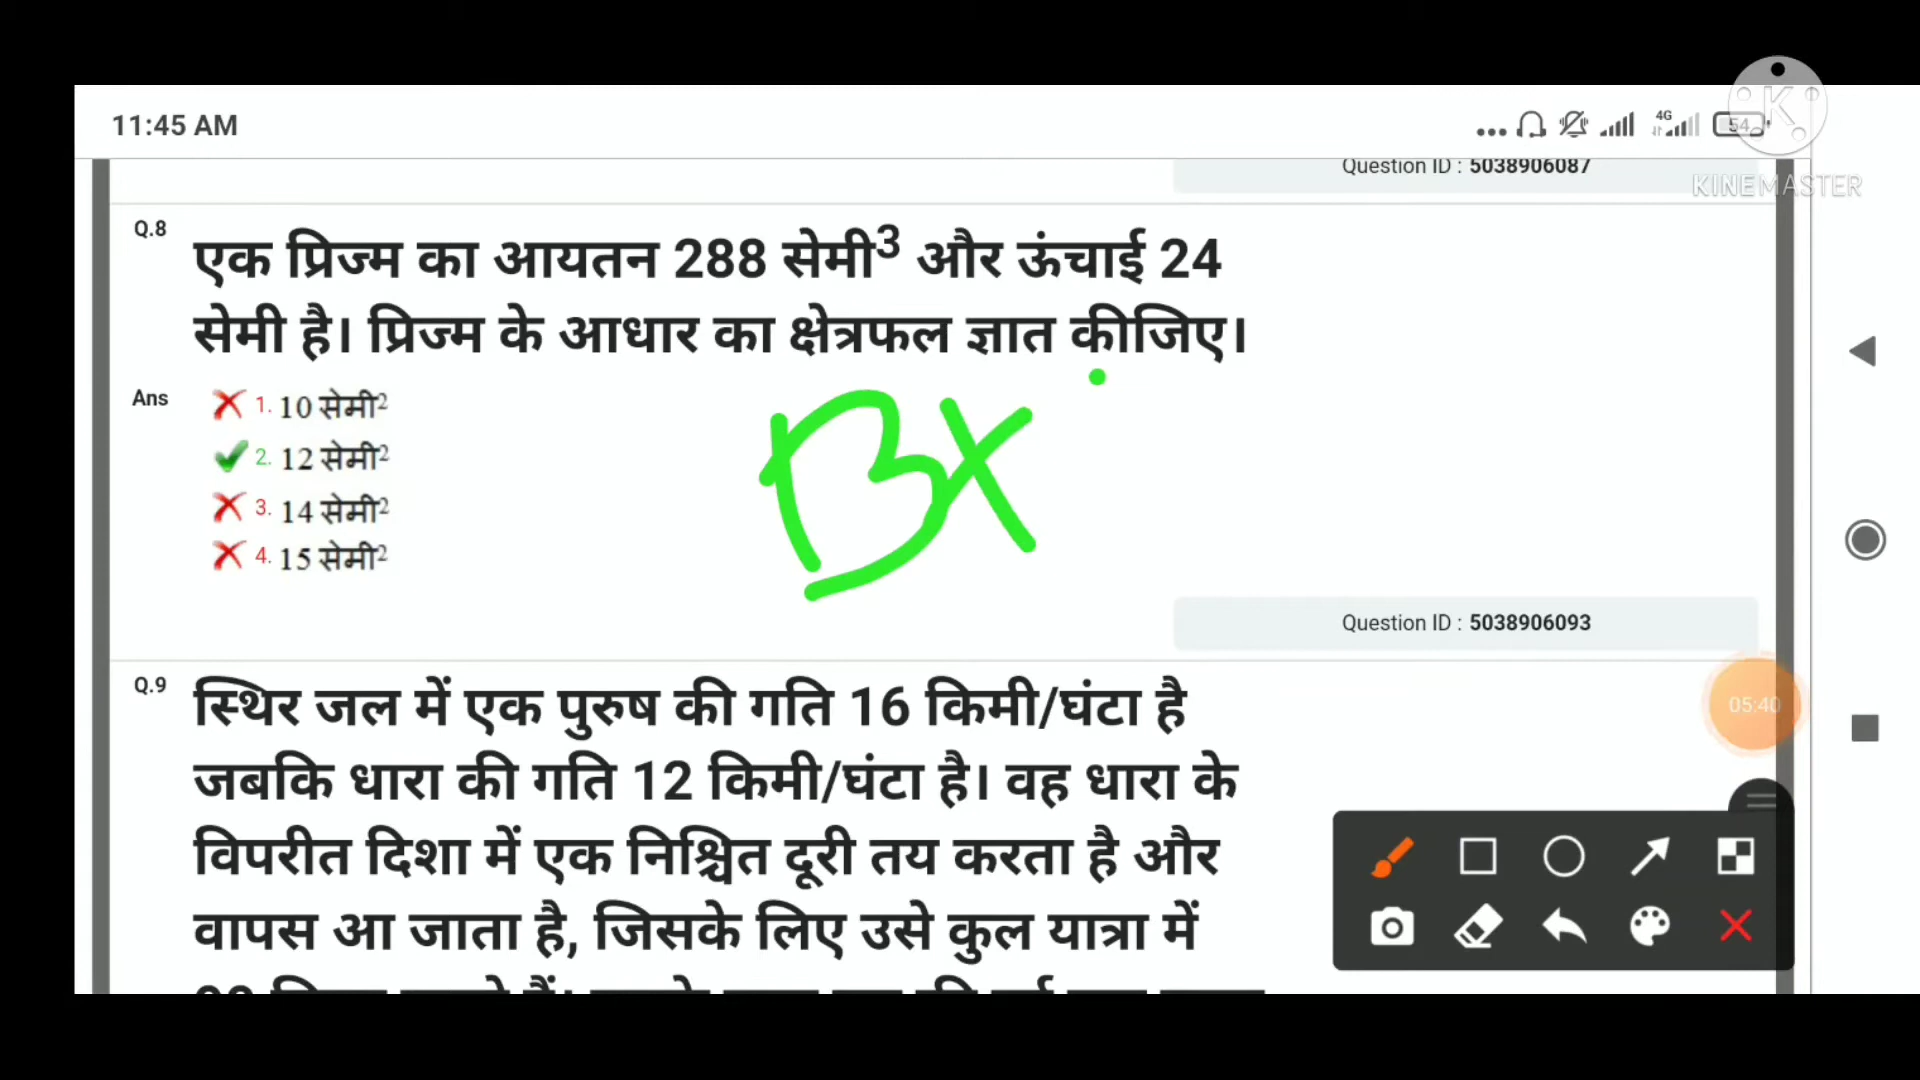 11:45 AM
4G
54
Question ID : 5038906087
KINEMASTER
Q.8
एक प्रिज्म का आयतन 288 सेमी³ और ऊंचाई 24
सेमी है। प्रिज्म के आधार का क्षेत्रफल ज्ञात कीजिए।
Ans
1. 10 सेमी²
2. 12 सेमी²
3. 14 सेमी²
4. 15 सेमी²
B×
Question ID : 5038906093
Q.9
स्थिर जल में एक पुरुष की गति 16 किमी/घंटा है
जबकि धारा की गति 12 किमी/घंटा है। वह धारा के
विपरीत दिशा में एक निश्चित दूरी तय करता है और
वापस आ जाता है, जिसके लिए उसे कुल यात्रा में
05:40